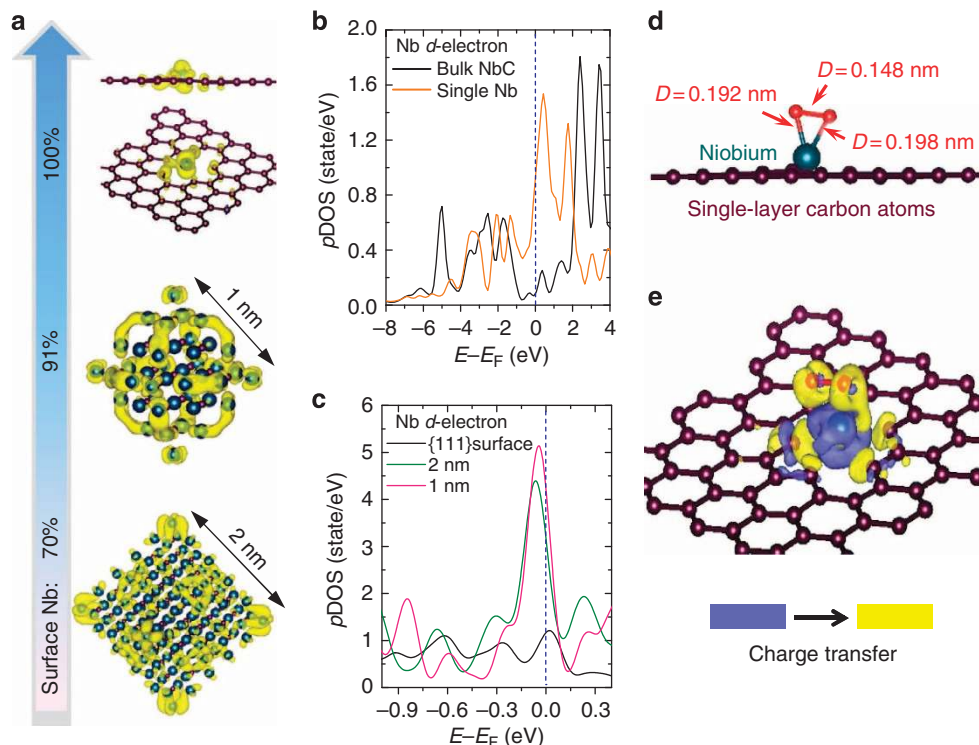 a
100%
91%
Surface Nb: 70%
1 nm
2 nm
b
Nb d-electron
Bulk NbC
Single Nb
pDOS (state/eV)
2.0
1.6
1.2
0.8
0.4
0.0
−8 −6 −4 −2 0 2 4
E–E_F (eV)
c
Nb d-electron
{111}surface
2 nm
1 nm
pDOS (state/eV)
6
5
4
3
2
1
0
−0.9 −0.6 −0.3 0.0 0.3
E–E_F (eV)
d
D=0.148 nm
D=0.192 nm
D=0.198 nm
Niobium
Single-layer carbon atoms
e
Charge transfer